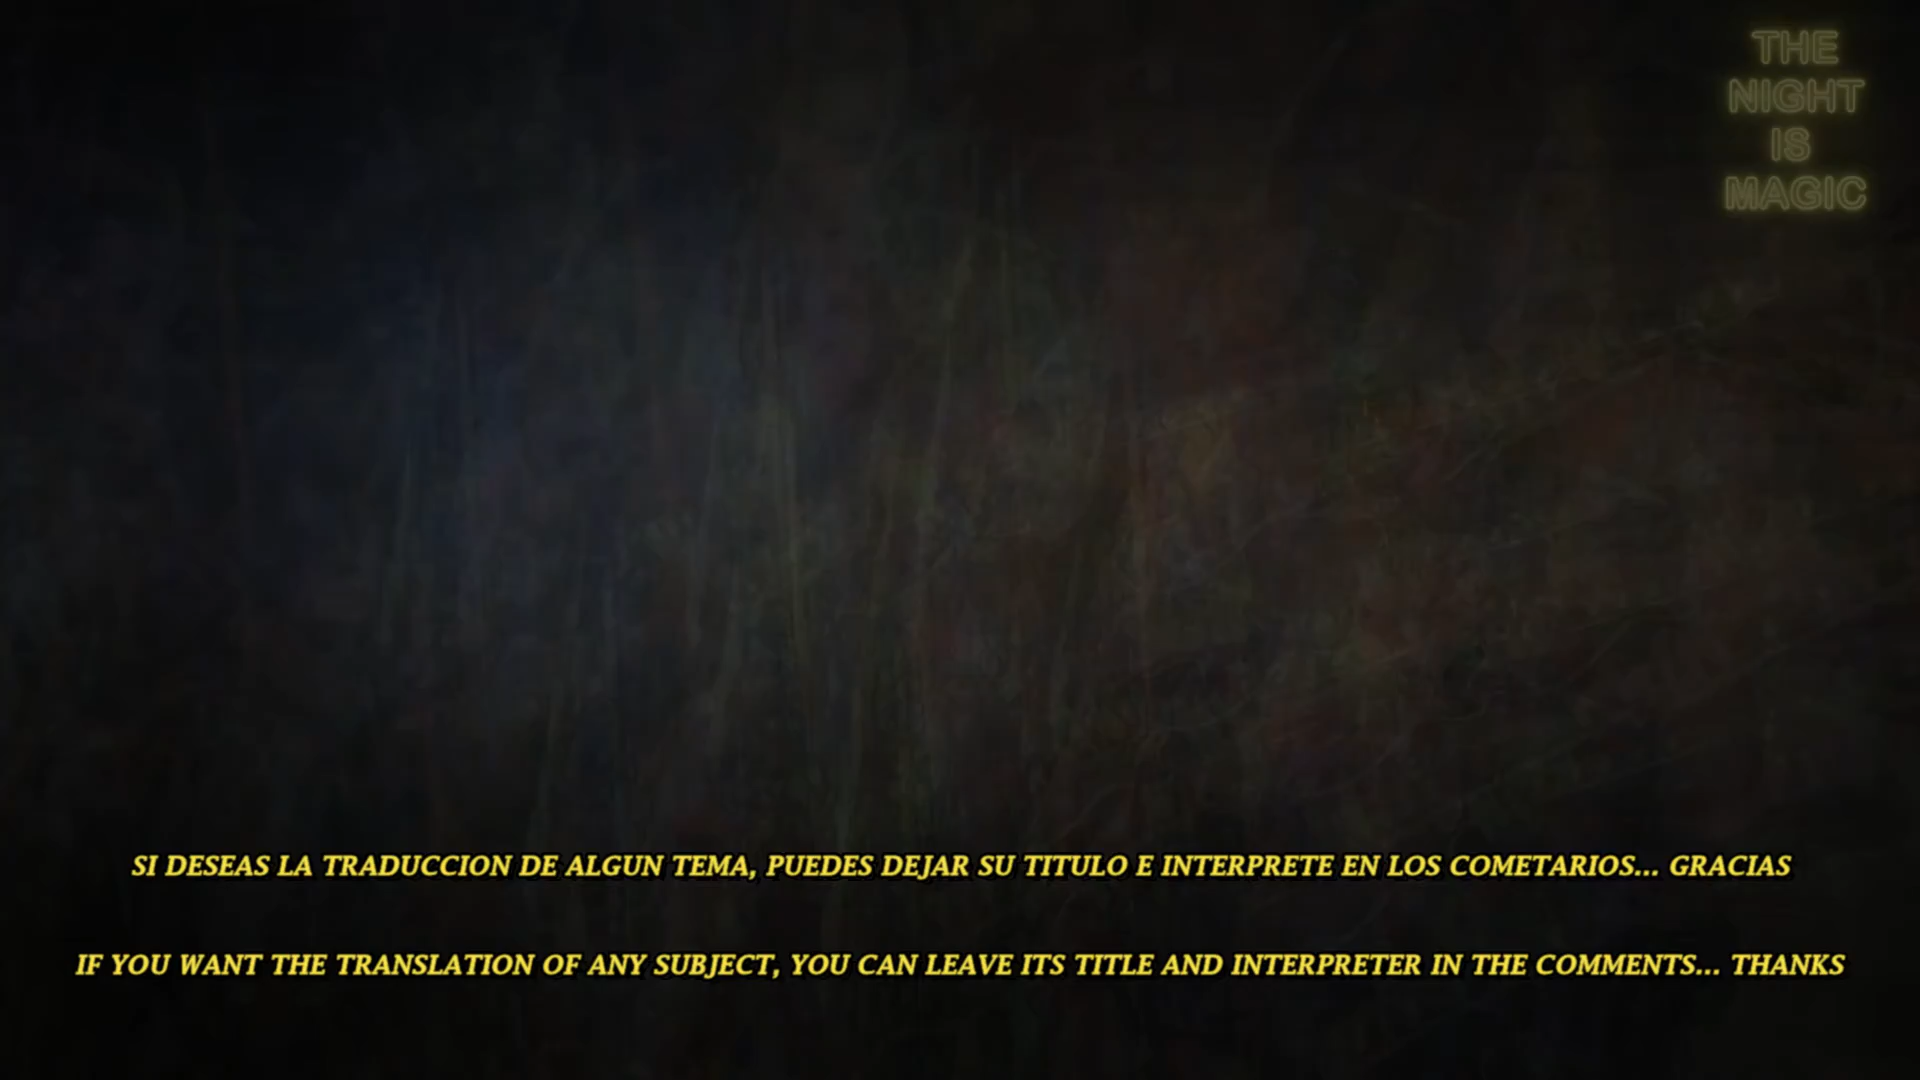 THE
NIGHT
IS
MAGIC
SI DESEAS LA TRADUCCION DE ALGUN TEMA, PUEDES DEJAR SU TITULO E INTERPRETE EN LOS COMETARIOS... GRACIAS
IF YOU WANT THE TRANSLATION OF ANY SUBJECT, YOU CAN LEAVE ITS TITLE AND INTERPRETER IN THE COMMENTS... THANKS